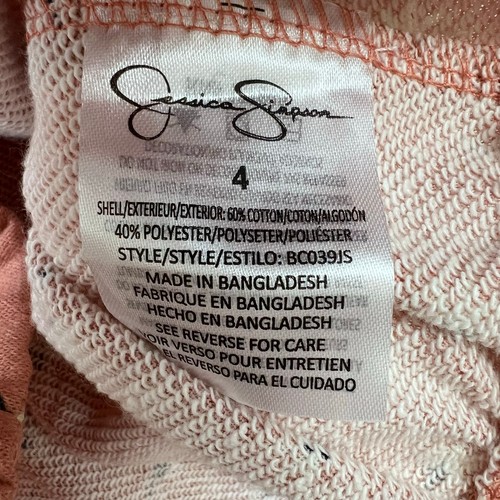 Jessica Simpson
4
SHELL/EXTERIEUR/EXTERIOR: 60% COTTON/COTON/ALGODÓN
40% POLYESTER/POLYSETER/POLIÉSTER
STYLE/STYLE/ESTILO: BC039JS
MADE IN BANGLADESH
FABRIQUE EN BANGLADESH
HECHO EN BANGLADESH
SEE REVERSE FOR CARE
OIR VERSO POUR ENTRETIEN
EL REVERSO PARA EL CUIDADO